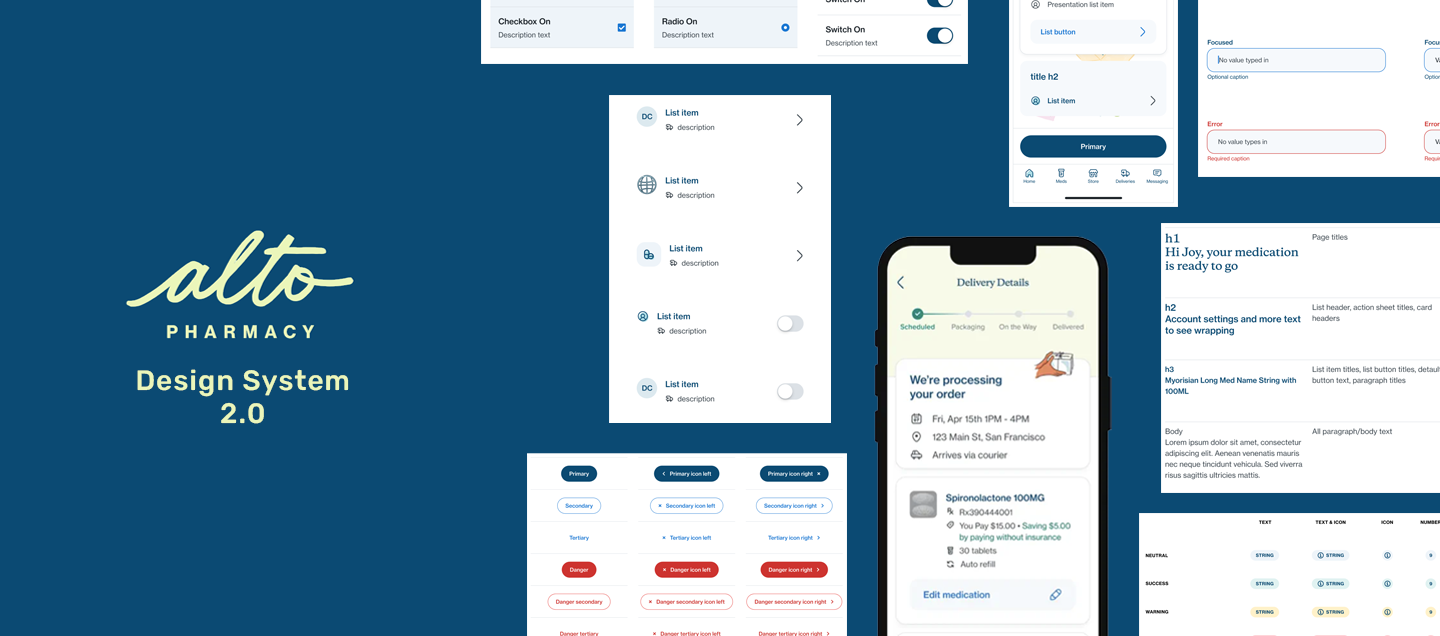 alto
PHARMACY
Design System
2.0
Checkbox On
Description text
Radio On
Description text
Switch On
Switch On
Description text
DC
List item
description
List item
description
List item
description
List item
description
DC
List item
description
Primary
Primary icon left
Primary icon right
Secondary
Secondary icon left
Secondary icon right
Tertiary
Tertiary icon left
Tertiary icon right
Danger
Danger icon left
Danger icon right
Danger secondary
Danger secondary icon left
Danger secondary icon right
Danger tertiary
Danger tertiary icon left
Danger tertiary icon right
Presentation list item
List button
title h2
List item
Primary
Home
Meds
Store
Deliveries
Messaging
Delivery Details
Scheduled
Packaging
On the Way
Delivered
We're processing
your order
Fri, Apr 15th 1PM - 4PM
123 Main St, San Francisco
Arrives via courier
Spironolactone 100MG
Rx390444001
You Pay $15.00 • Saving $5.00
by paying without insurance
30 tablets
Auto refill
Edit medication
Focused
No value typed in
Optional caption
Error
No value types in
Required caption
Focu
Va
Optio
Error
Va
Requi
h1
Hi Joy, your medication
is ready to go
Page titles
h2
Account settings and more text
to see wrapping
List header, action sheet titles, card
headers
h3
Myorisian Long Med Name String with
100ML
List item titles, list button titles, detault
button text, paragraph titles
Body
Lorem ipsum dolor sit amet, consectetur
adipiscing elit. Aenean venenatis mauris
nec neque tincidunt vehicula. Sed viverra
risus sagittis ultricies mattis.
All paragraph/body text
TEXT
TEXT & ICON
ICON
NUMBER
NEUTRAL
STRING
STRING
9
SUCCESS
STRING
STRING
9
WARNING
STRING
STRING
9